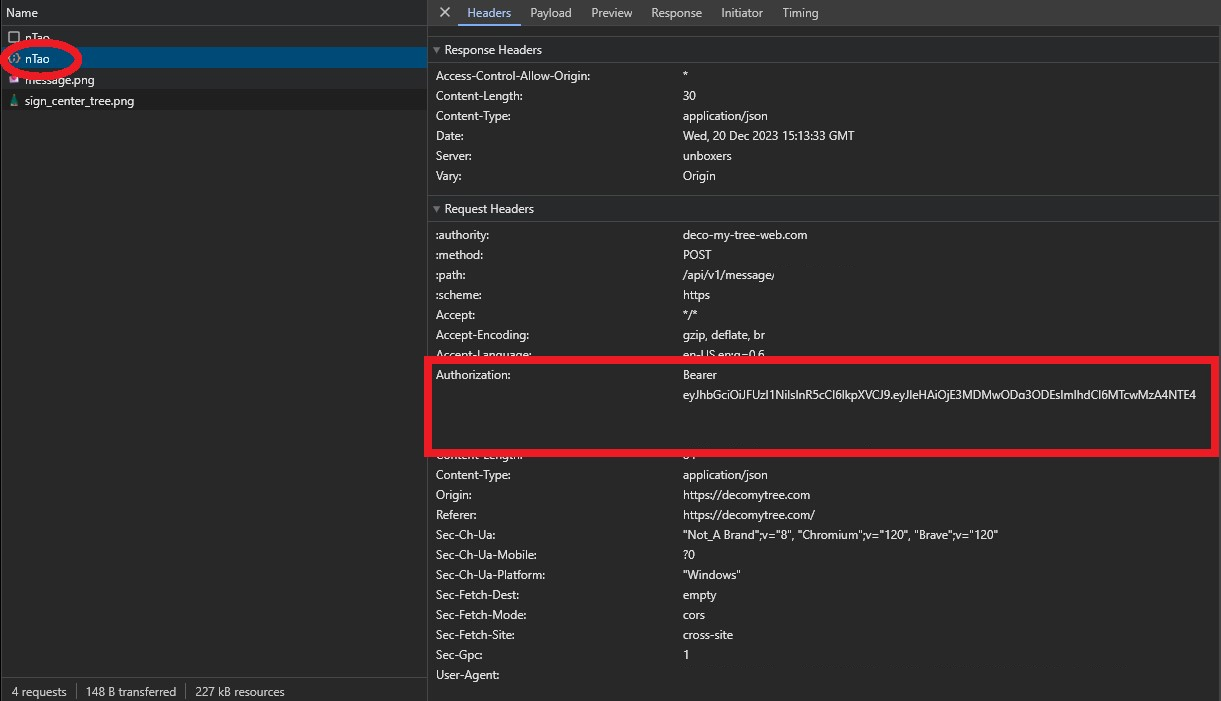 Name
nTao
nTao
message.png
sign_center_tree.png
4 requests 148 B transferred 227 kB resources
Headers Payload Preview Response Initiator Timing
Response Headers
Access-Control-Allow-Origin: *
Content-Length: 30
Content-Type: application/json
Date: Wed, 20 Dec 2023 15:13:33 GMT
Server: unboxers
Vary: Origin
Request Headers
:authority: deco-my-tree-web.com
:method: POST
:path: /api/v1/message/
:scheme: https
Accept: */*
Accept-Encoding: gzip, deflate, br
Accept-Language: en-US,en;q=0.6
Authorization: Bearer
Content-Length:
Content-Type: application/json
Origin: https://decomytree.com
Referer: https://decomytree.com/
Sec-Ch-Ua: "Not_A Brand";v="8", "Chromium";v="120", "Brave";v="120"
Sec-Ch-Ua-Mobile: ?0
Sec-Ch-Ua-Platform: "Windows"
Sec-Fetch-Dest: empty
Sec-Fetch-Mode: cors
Sec-Fetch-Site: cross-site
Sec-Gpc: 1
User-Agent: